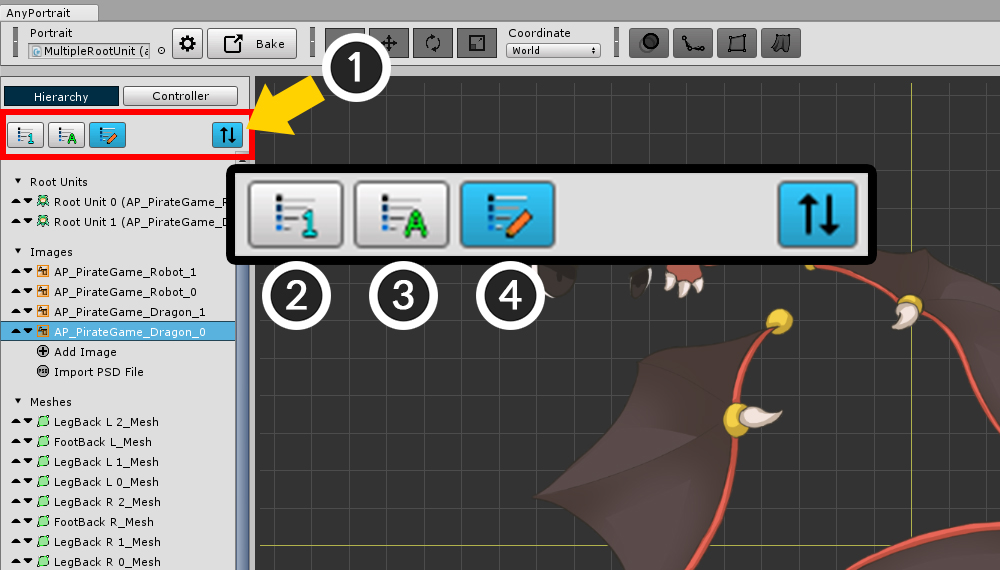 AnyPortrait
Portrait
MultipleRootUnit (a
Bake
Coordinate
World
1
Hierarchy
Controller
1
A
Root Units
Root Unit 0 (AP_PirateGame_R
Root Unit 1 (AP_PirateGame_D
1
A
2
3
4
Images
AP_PirateGame_Robot_1
AP_PirateGame_Robot_0
AP_PirateGame_Dragon_1
AP_PirateGame_Dragon_0
Add Image
Import PSD File
Meshes
LegBack L 2_Mesh
FootBack L_Mesh
LegBack L 1_Mesh
LegBack L 0_Mesh
LegBack R 2_Mesh
FootBack R_Mesh
LegBack R 1_Mesh
LegBack R 0_Mesh